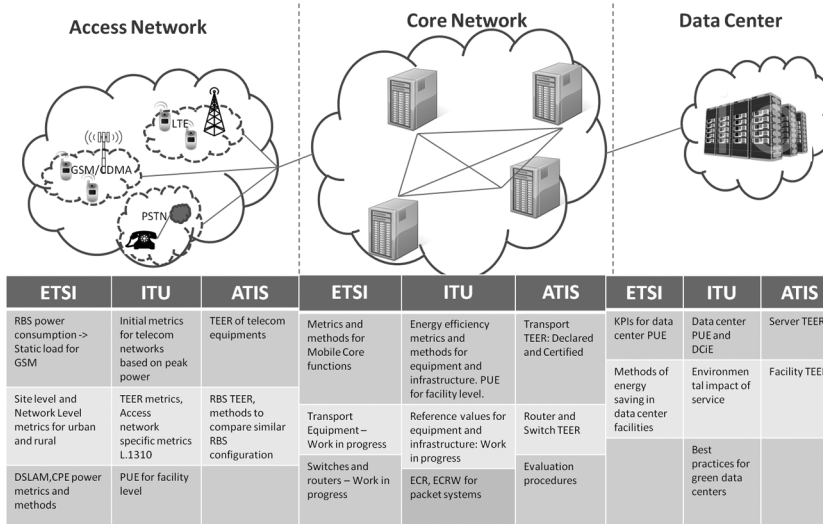 Access Network
Core Network
Data Center
LTE
GSM/CDMA
PSTN
ETSI
ITU
ATIS
RBS power
consumption ->
Static load for
GSM
Initial metrics
for telecom
networks
based on peak
power
TEER of telecom
equipments
Site level and
Network Level
metrics for urban
and rural
TEER metrics,
Access
network
specific metrics
L.1310
RBS TEER,
methods to
compare similar
RBS
configuration
DSLAM,CPE power
metrics and
methods
PUE for facility
level
ETSI
ITU
ATIS
Metrics and
methods for
Mobile Core
functions
Energy efficiency
metrics and
methods for
equipment and
infrastructure. PUE
for facility level.
Transport
TEER: Declared
and Certified
Transport
Equipment –
Work in progress
Reference values for
equipment and
infrastructure: Work
in progress
Router and
Switch TEER
Switches and
routers – Work in
progress
ECR, ECRW for
packet systems
Evaluation
procedures
ETSI
ITU
ATIS
KPIs for data
center PUE
Data center
PUE and
DCiE
Server TEER
Methods of
energy
saving in
data center
facilities
Environmen
tal impact of
service
Facility TEE
Best
practices for
green data
centers